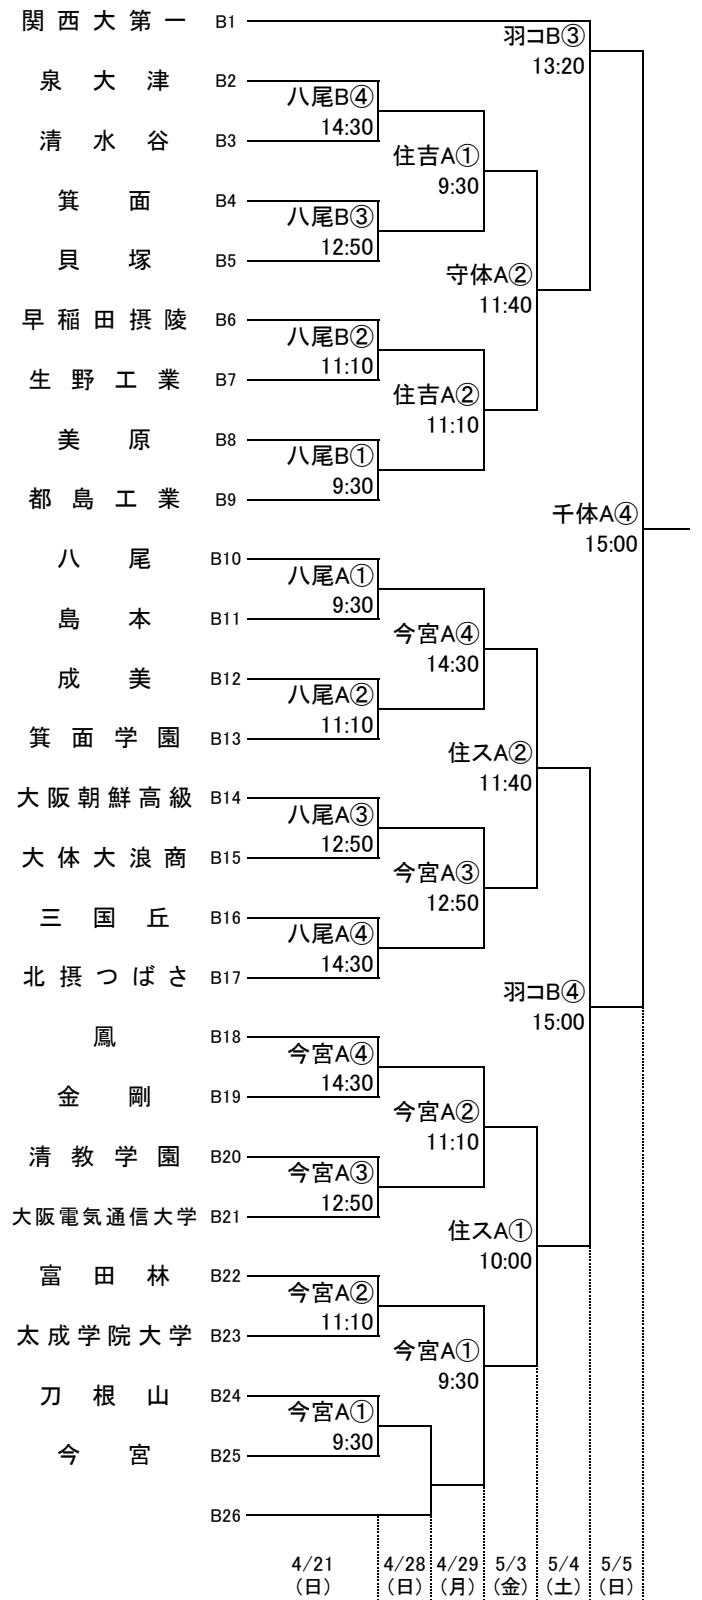 関西大第一 B1
羽コB③
13:20
泉大津 B2
八尾B④
14:30
清水谷 B3
住吉A①
9:30
箕面 B4
八尾B③
12:50
貝塚 B5
守体A②
11:40
早稲田摂陵 B6
八尾B②
11:10
生野工業 B7
住吉A②
11:10
美原 B8
八尾B①
9:30
都島工業 B9
千体A④
15:00
八尾 B10
八尾A①
9:30
島本 B11
今宮A④
14:30
成美 B12
八尾A②
11:10
箕面学園 B13
住スA②
11:40
大阪朝鮮高級 B14
八尾A③
12:50
大体大浪商 B15
今宮A③
12:50
三国丘 B16
八尾A④
14:30
北摂つばさ B17
羽コB④
15:00
鳳 B18
今宮A④
14:30
金剛 B19
今宮A②
11:10
清教学園 B20
今宮A③
12:50
大阪電気通信大学 B21
住スA①
10:00
富田林 B22
今宮A②
11:10
太成学院大学 B23
今宮A①
9:30
刀根山 B24
今宮A①
9:30
今宮 B25
B26
4/21 4/28 4/29 5/3 5/4 5/5
（日） （日） （月） （金） （土） （日）